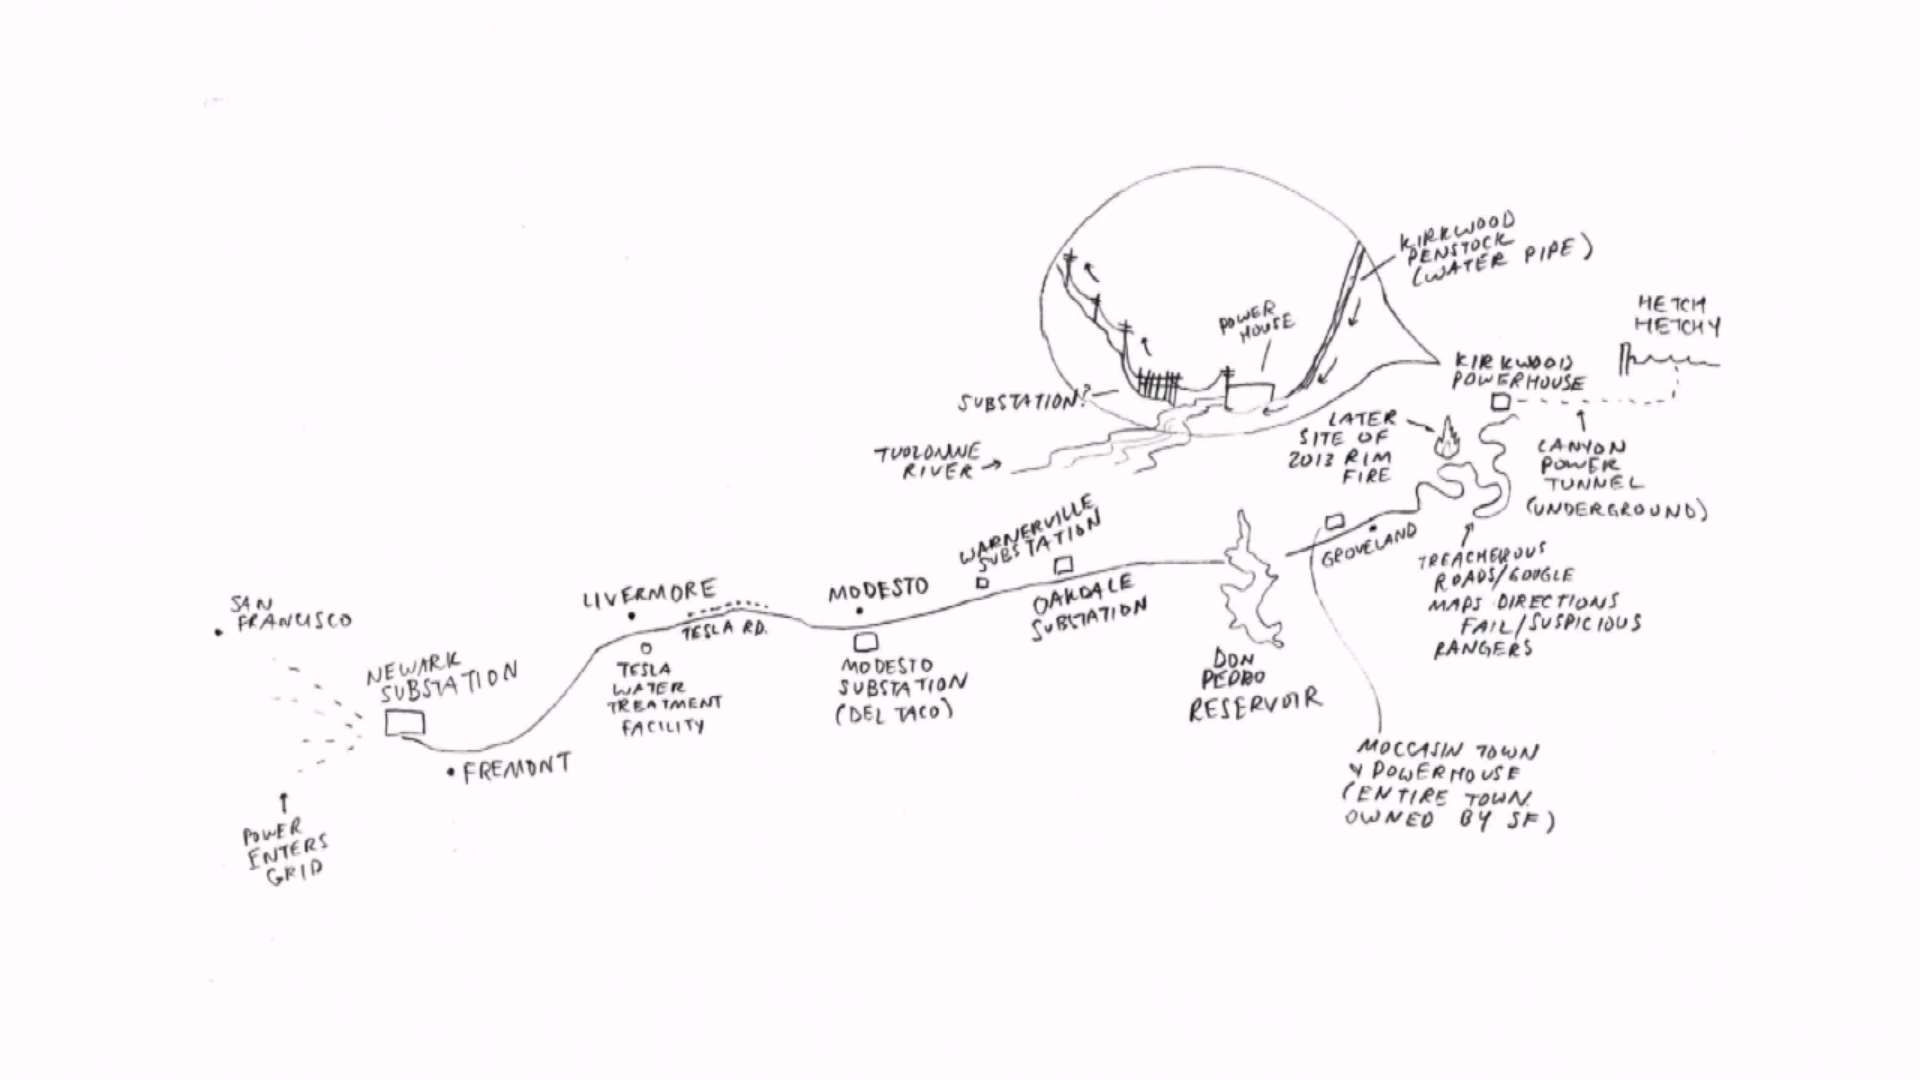 KIRKWOOD
PENSTOCK
(WATER PIPE)
POWER
HOUSE
SUBSTATION?
TUOLOMNE
RIVER →
HETCH
HETCHY
KIRKWOOD
POWERHOUSE
LATER
SITE OF
2013 RIM
FIRE
CANYON
POWER
TUNNEL
(UNDERGROUND)
WARNERVILLE
SUBSTATION
GROVELAND
TREACHEROUS
ROADS/GOOGLE
MAPS DIRECTIONS
FAIL/SUSPICIOUS
RANGERS
OAKDALE
SUBSTATION
MODESTO
LIVERMORE
TESLA RD.
SAN
FRANCISCO
NEWARK
SUBSTATION
TESLA
WATER
TREATMENT
FACILITY
MODESTO
SUBSTATION
(DEL TACO)
DON
PEDRO
RESERVOIR
MOCCASIN TOWN
& POWERHOUSE
(ENTIRE TOWN
OWNED BY SF)
FREMONT
POWER
ENTERS
GRID